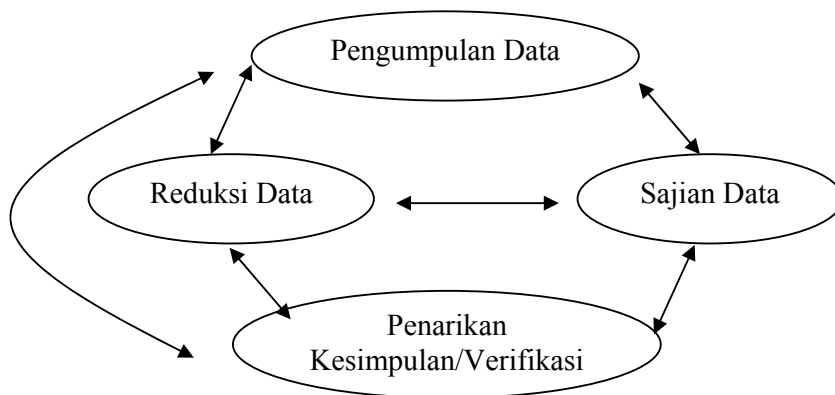 Pengumpulan Data
Reduksi Data
Sajian Data
Penarikan
Kesimpulan/Verifikasi